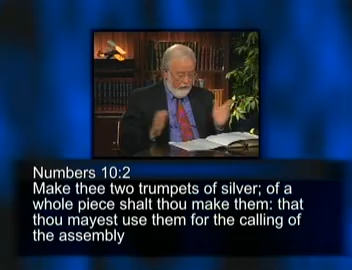 Numbers 10:2
Make thee two trumpets of silver; of a
whole piece shalt thou make them: that
thou mayest use them for the calling of
the assembly